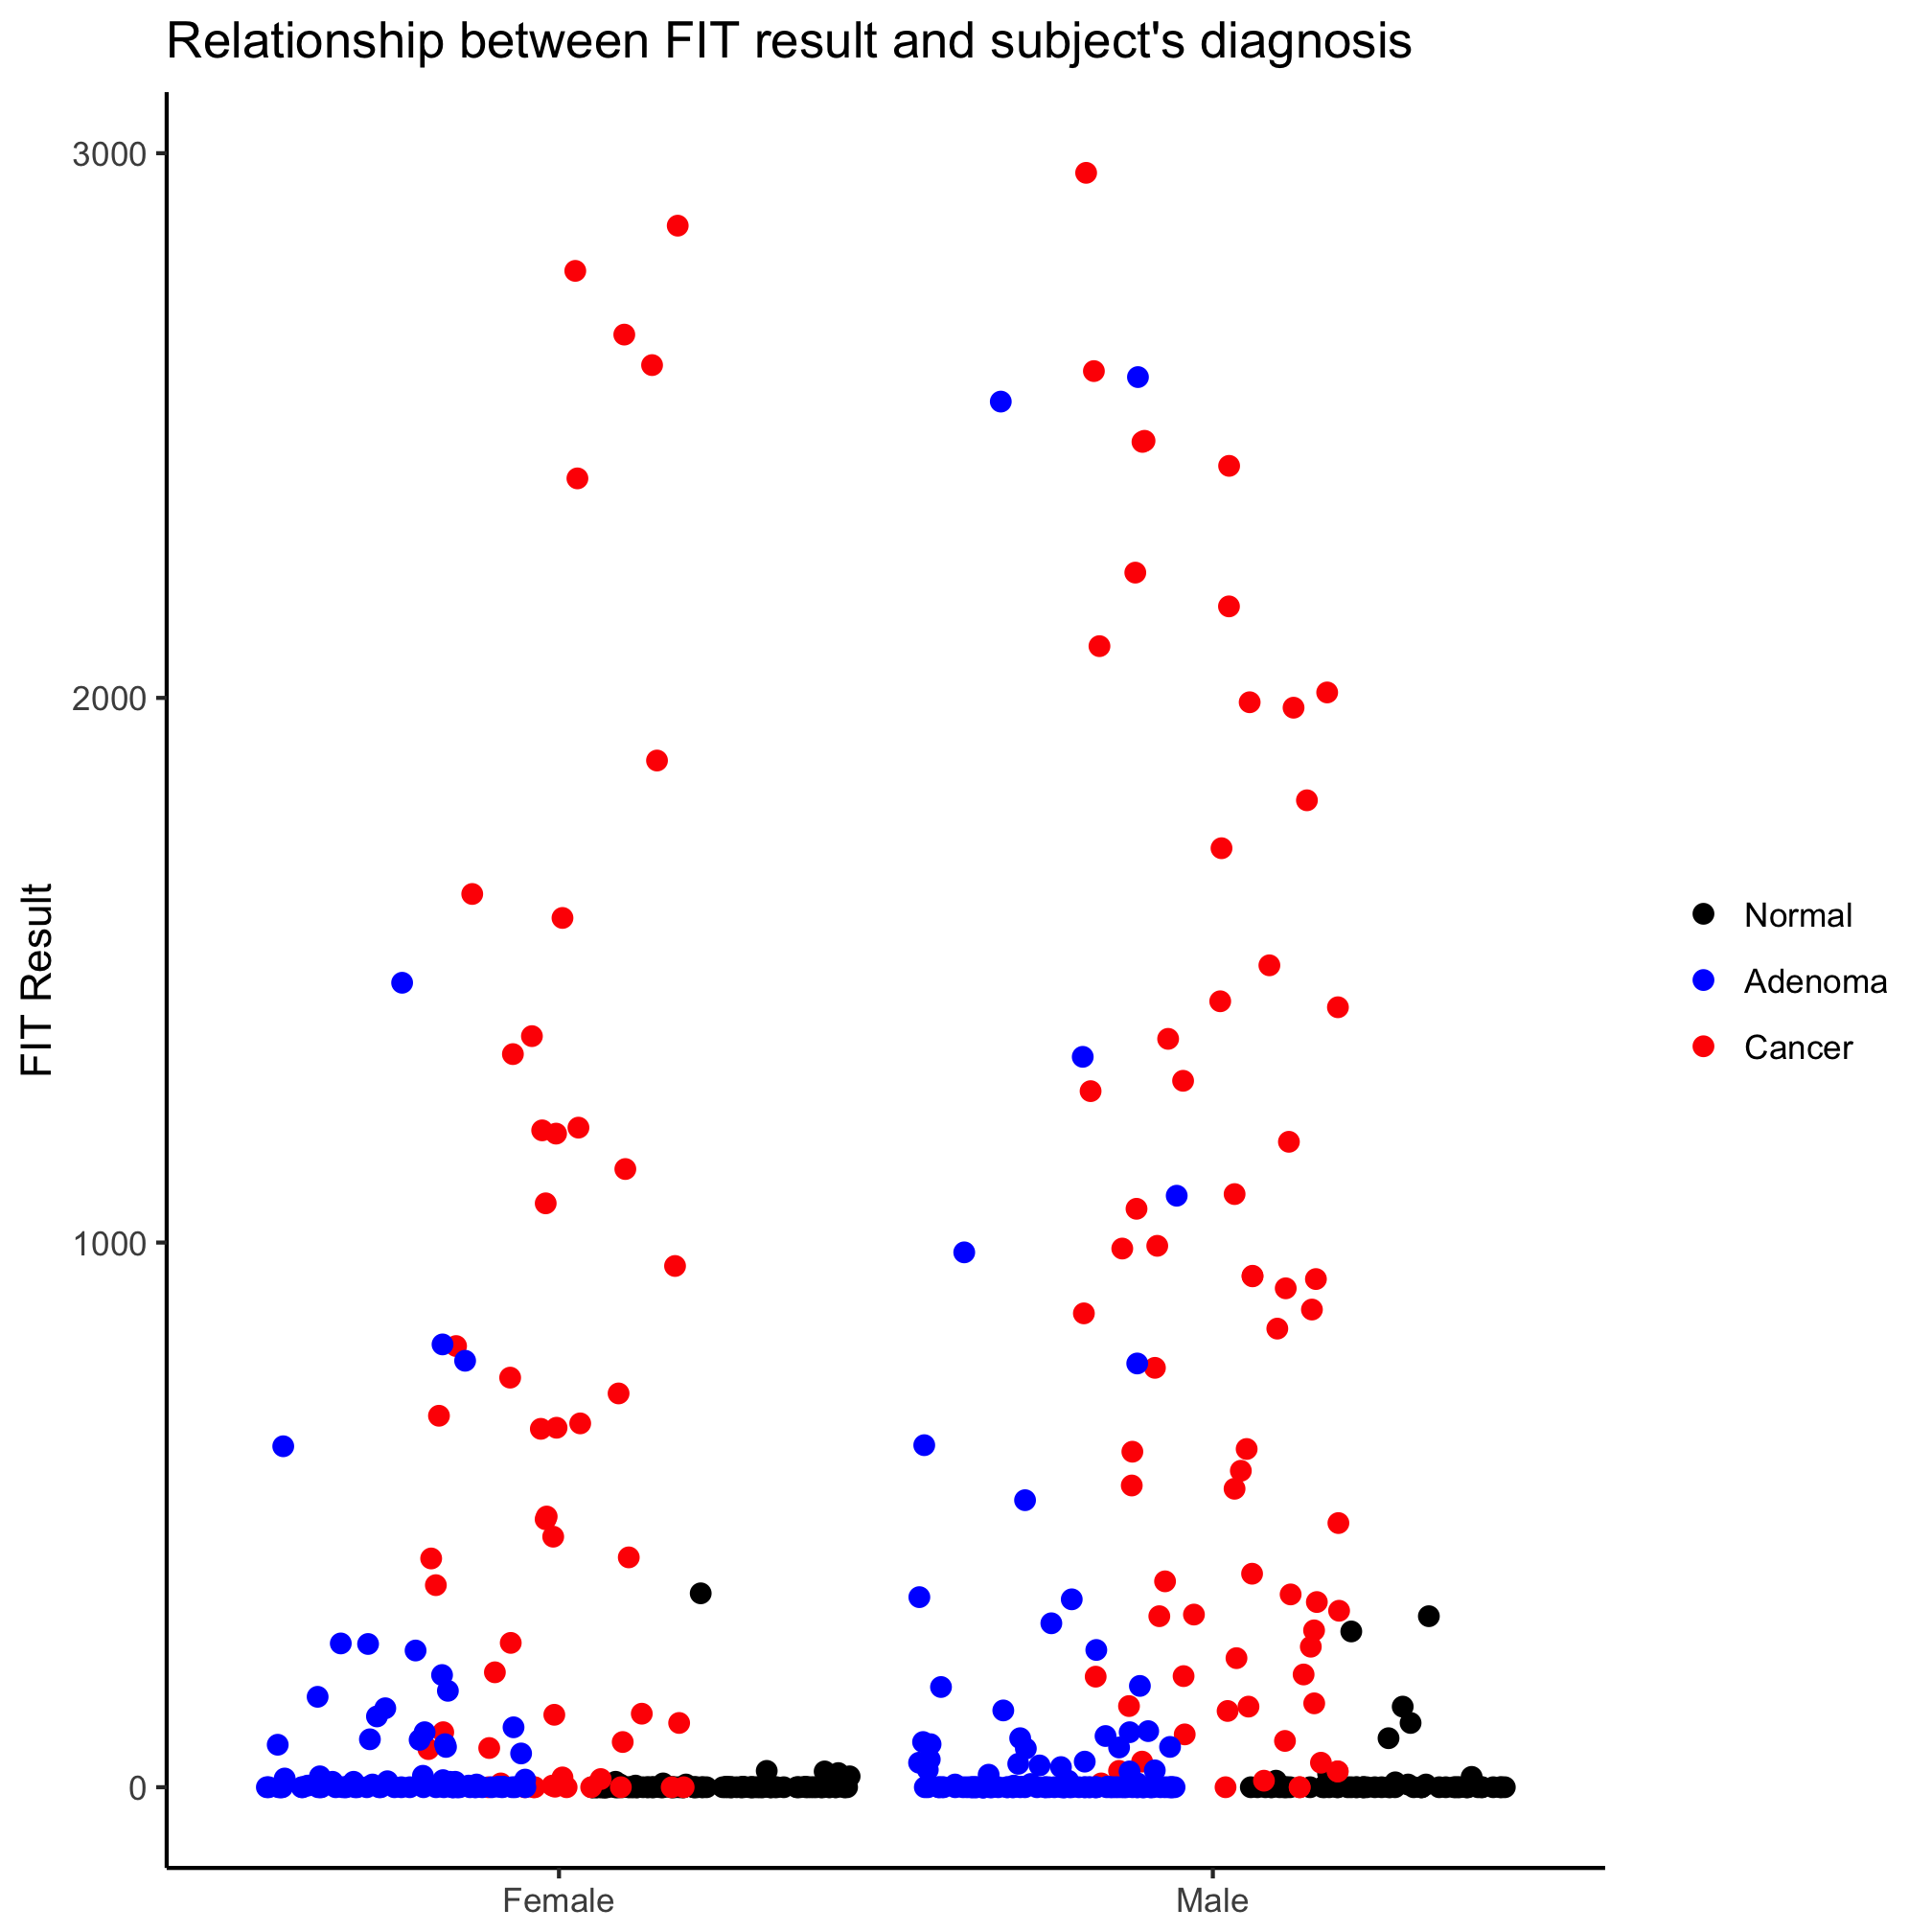 Relationship between FIT result and subject's diagnosis
3000
2000
1000
0
FIT Result
Female
Male
Normal
Adenoma
Cancer